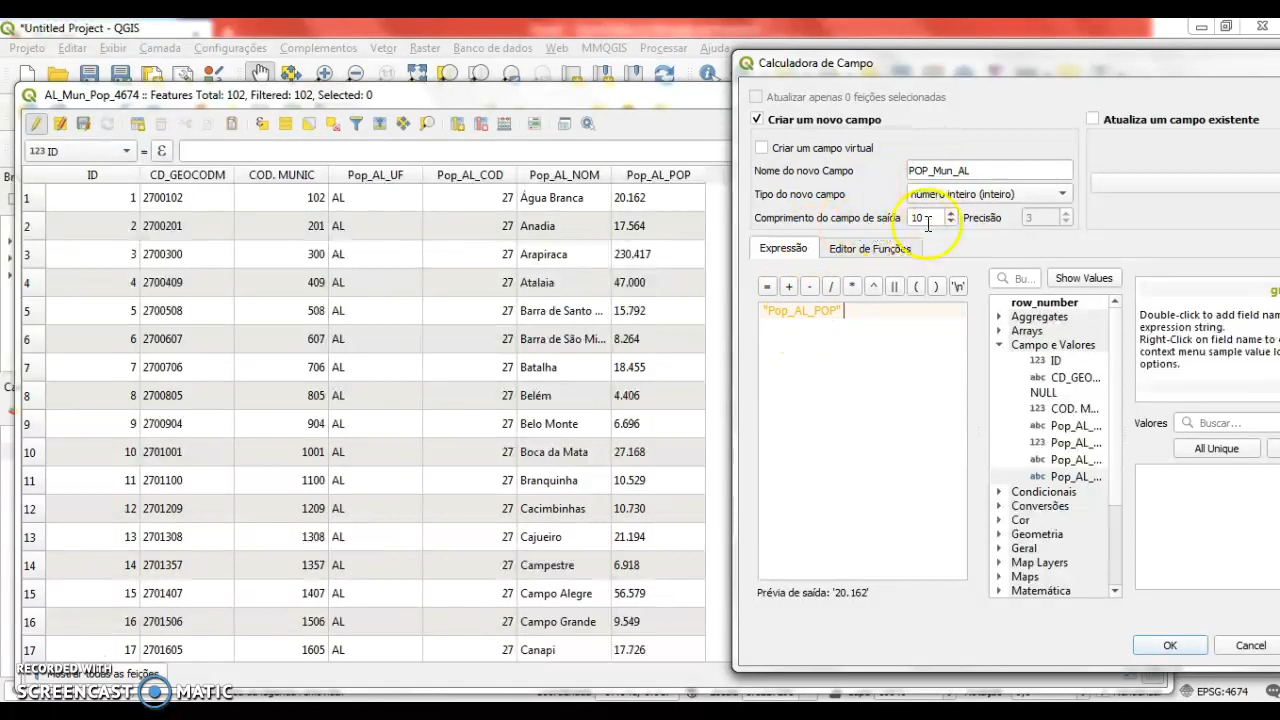 *Untitled Project - QGIS
Projeto Editar Exibir Camada Configurações Complementos Vetor Raster Banco de dados Web MMQGIS Processar Ajuda
AL_Mun_Pop_4674 :: Features Total: 102, Filtered: 102, Selected: 0
123 ID = ε
ID CD_GEOCODM COD. MUNIC Pop_AL_UF Pop_AL_COD Pop_AL_NOM Pop_AL_POP
1 1 2700102 102 AL 27 Água Branca 20.162
2 2 2700201 201 AL 27 Anadia 17.564
3 3 2700300 300 AL 27 Arapiraca 230.417
4 4 2700409 409 AL 27 Atalaia 47.000
5 5 2700508 508 AL 27 Barra de Santo ... 15.792
6 6 2700607 607 AL 27 Barra de São Mi... 8.264
7 7 2700706 706 AL 27 Batalha 18.455
8 8 2700805 805 AL 27 Belém 4.406
9 9 2700904 904 AL 27 Belo Monte 6.696
10 10 2701001 1001 AL 27 Boca da Mata 27.168
11 11 2701100 1100 AL 27 Branquinha 10.529
12 12 2701209 1209 AL 27 Cacimbinhas 10.730
13 13 2701308 1308 AL 27 Cajueiro 21.194
14 14 2701357 1357 AL 27 Campestre 6.918
15 15 2701407 1407 AL 27 Campo Alegre 56.579
16 16 2701506 1506 AL 27 Campo Grande 9.549
17 17 2701605 1605 AL 27 Canapi 17.726
Mostrar todas as feições
Calculadora de Campo
Atualizar apenas 0 feições selecionadas
Criar um novo campo
Atualiza um campo existente
Criar um campo virtual
Nome do novo Campo POP_Mun_AL
Tipo do novo campo número inteiro (inteiro)
Comprimento do campo de saída 10 Precisão 3
Expressão Editor de Funções
= + - / * ^ || ( ) '\n'
"Pop_AL_POP"
Prévia de saída: '20.162'
Bu... Show Values
row_number
Aggregates
Arrays
Campo e Valores
123 ID
abc CD_GEO...
NULL
123 COD. M...
abc Pop_AL_...
123 Pop_AL_...
abc Pop_AL_...
abc Pop_AL_...
Condicionais
Conversões
Cor
Geometria
Geral
Map Layers
Maps
Matemática
Double-click to add field name
expression string.
Right-Click on field name to
context menu sample value lo
options.
Valores Buscar...
All Unique
OK Cancel
EPSG:4674
RECORDED WITH
SCREENCAST MATIC